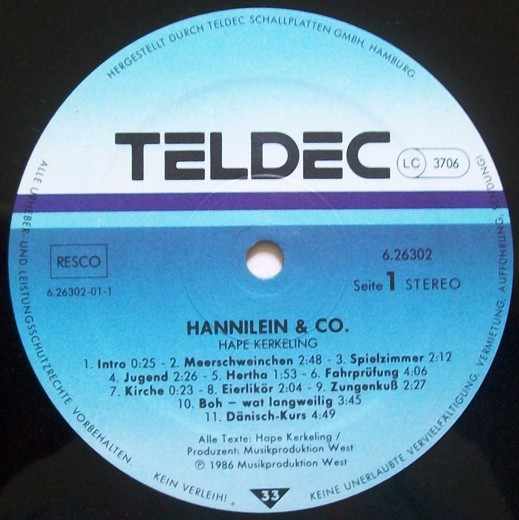 HERGESTELLT DURCH TELDEC SCHALLPLATTEN GMBH, HAMBURG
TELDEC
LC 3706
RESCO
6.26302-01-1
6.26302
Seite 1 STEREO
HANNILEIN & CO.
HAPE KERKELING
1. Intro 0:25 - 2. Meerschweinchen 2:48 - 3. Spielzimmer 2:12
4. Jugend 2:26 - 5. Hertha 1:53 - 6. Fahrprüfung 4:06
7. Kirche 0:23 - 8. Eierlikör 2:04 - 9. Zungenkuß 2:27
10. Boh – wat langweilig 3:45
11. Dänisch-Kurs 4:49
Alle Texte: Hape Kerkeling /
Produzent: Musikproduktion West
℗ 1986 Musikproduktion West
33
ALLE URHEBER- UND LEISTUNGSSCHUTZRECHTE VORBEHALTEN.
KEIN VERLEIH!
KEINE UNERLAUBTE VERVIELFÄLTIGUNG, VERMIETUNG, AUFFÜHRUNG,